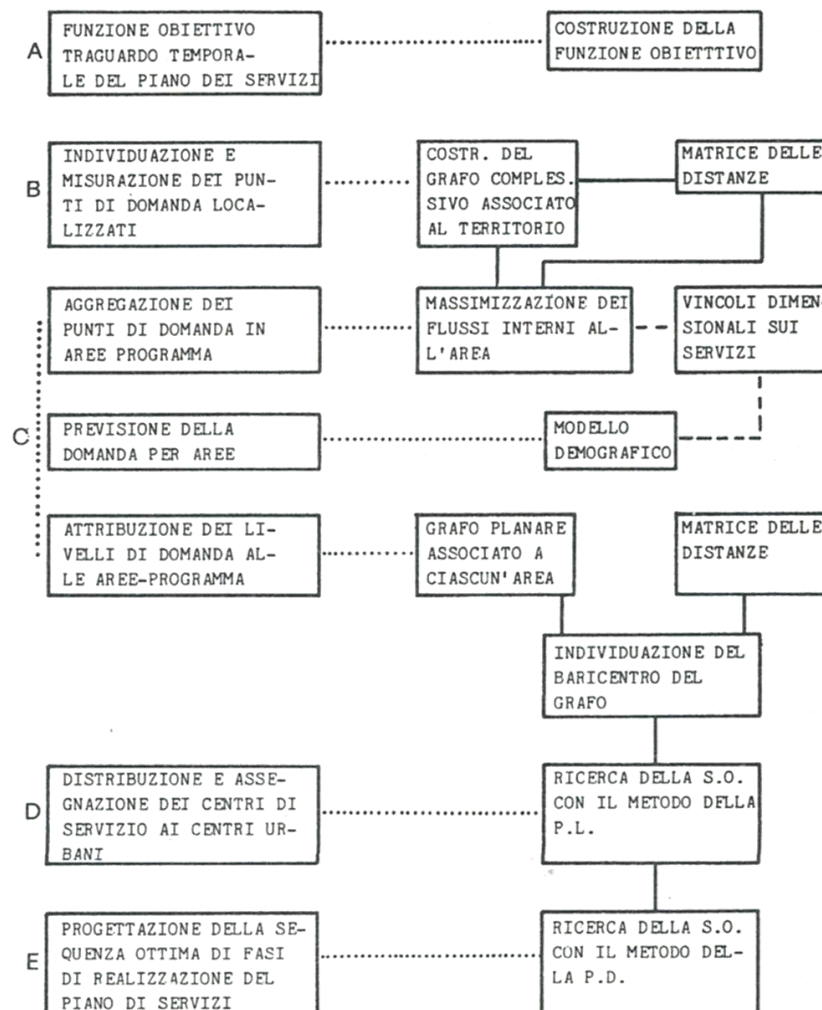 A
FUNZIONE OBIETTIVO
TRAGUARDO TEMPORA-
LE DEL PIANO DEI SERVIZI
COSTRUZIONE DELLA
FUNZIONE OBIETTTIVO
B
INDIVIDUAZIONE E
MISURAZIONE DEI PUN-
TI DI DOMANDA LOCA-
LIZZATI
COSTR. DEL
GRAFO COMPLES.
SIVO ASSOCIATO
AL TERRITORIO
MATRICE DELLE
DISTANZE
C
AGGREGAZIONE DEI
PUNTI DI DOMANDA IN
AREE PROGRAMMA
MASSIMIZZAZIONE DEI
FLUSSI INTERNI AL-
L'AREA
VINCOLI DIMEN-
SIONALI SUI
SERVIZI
PREVISIONE DELLA
DOMANDA PER AREE
MODELLO
DEMOGRAFICO
ATTRIBUZIONE DEI LI-
VELLI DI DOMANDA AL-
LE AREE-PROGRAMMA
GRAFO PLANARE
ASSOCIATO A
CIASCUN'AREA
MATRICE DELLE
DISTANZE
INDIVIDUAZIONE DEL
BARICENTRO DEL
GRAFO
D
DISTRIBUZIONE E ASSE-
GNAZIONE DEI CENTRI DI
SERVIZIO AI CENTRI UR-
BANI
RICERCA DELLA S.O.
CON IL METODO DELLA
P.L.
E
PROGETTAZIONE DELLA SE-
QUENZA OTTIMA DI FASI
DI REALIZZAZIONE DEL
PIANO DI SERVIZI
RICERCA DELLA S.O.
CON IL METODO DEL-
LA P.D.